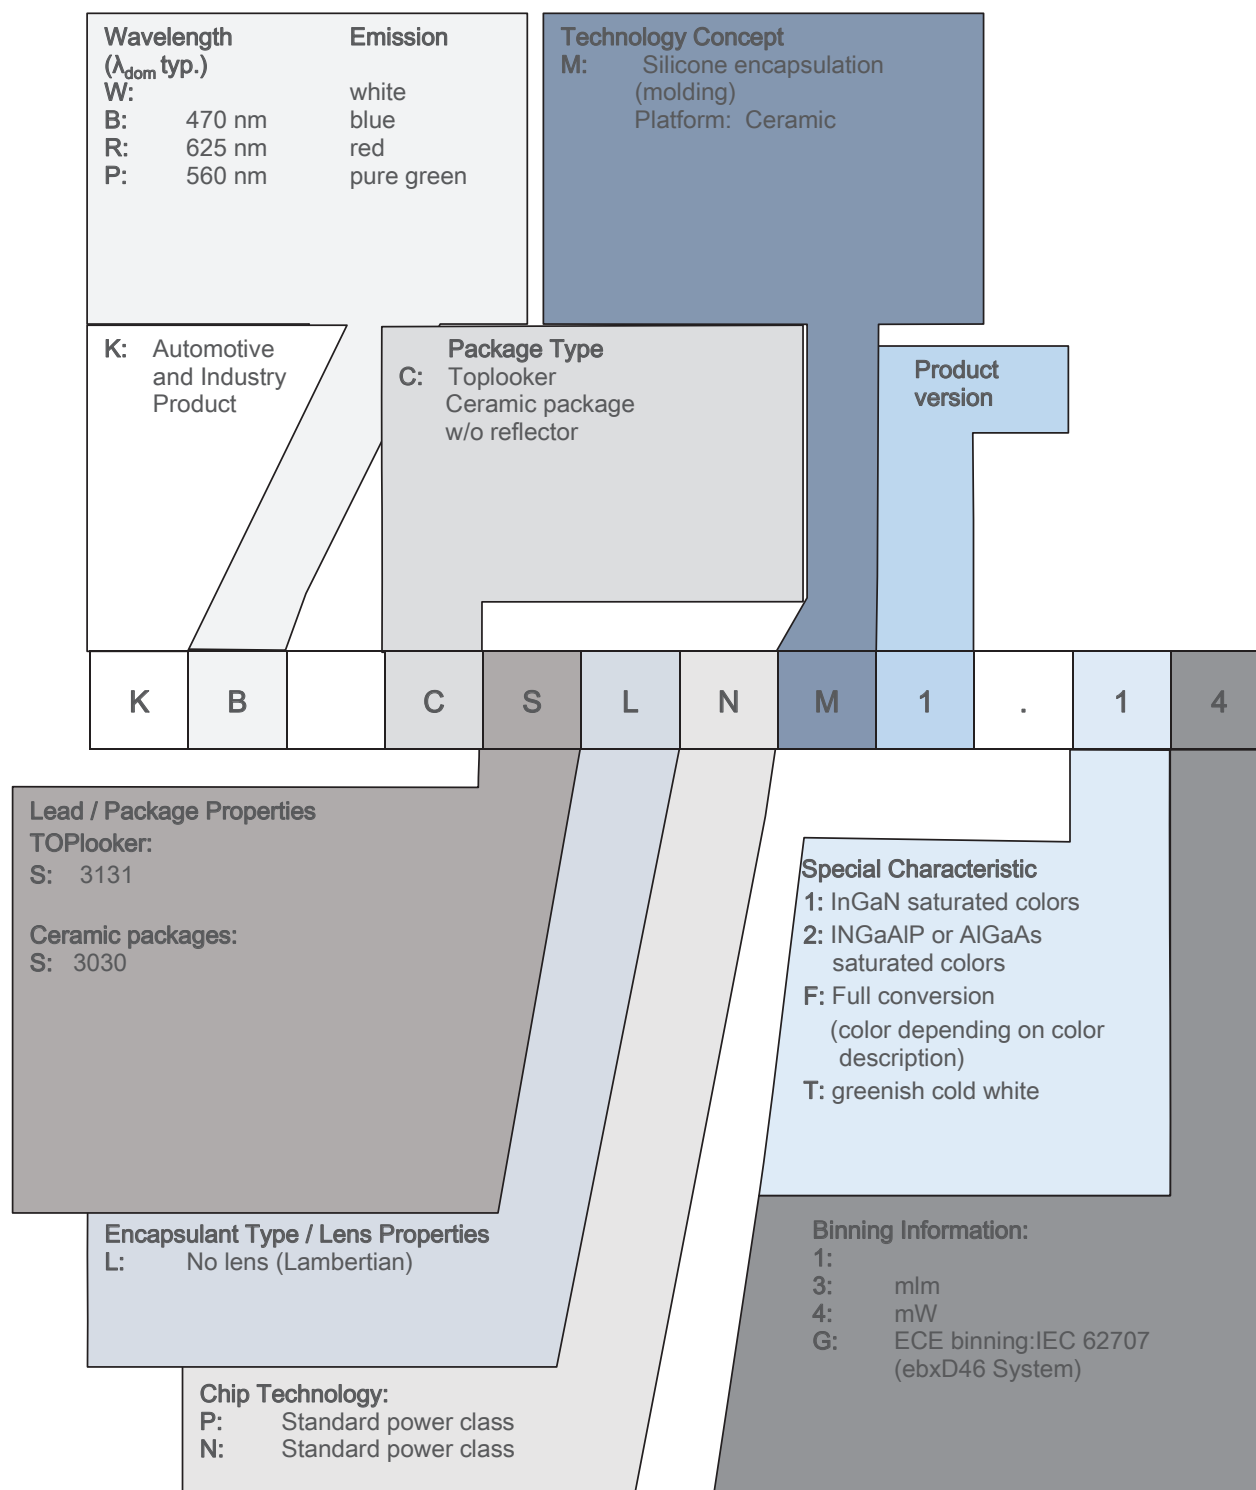 Wavelength Emission
(λdom typ.)
W: white
B: 470 nm blue
R: 625 nm red
P: 560 nm pure green
Technology Concept
M: Silicone encapsulation
(molding)
Platform: Ceramic
K: Automotive
and Industry
Product
Package Type
C: Toplooker
Ceramic package
w/o reflector
Product
version
K B C S L N M 1 . 1 4
Lead / Package Properties
TOPlooker:
S: 3131
Ceramic packages:
S: 3030
Special Characteristic
1: InGaN saturated colors
2: INGaAlP or AlGaAs
saturated colors
F: Full conversion
(color depending on color
description)
T: greenish cold white
Encapsulant Type / Lens Properties
L: No lens (Lambertian)
Binning Information:
1:
3: mlm
4: mW
G: ECE binning:IEC 62707
(ebxD46 System)
Chip Technology:
P: Standard power class
N: Standard power class